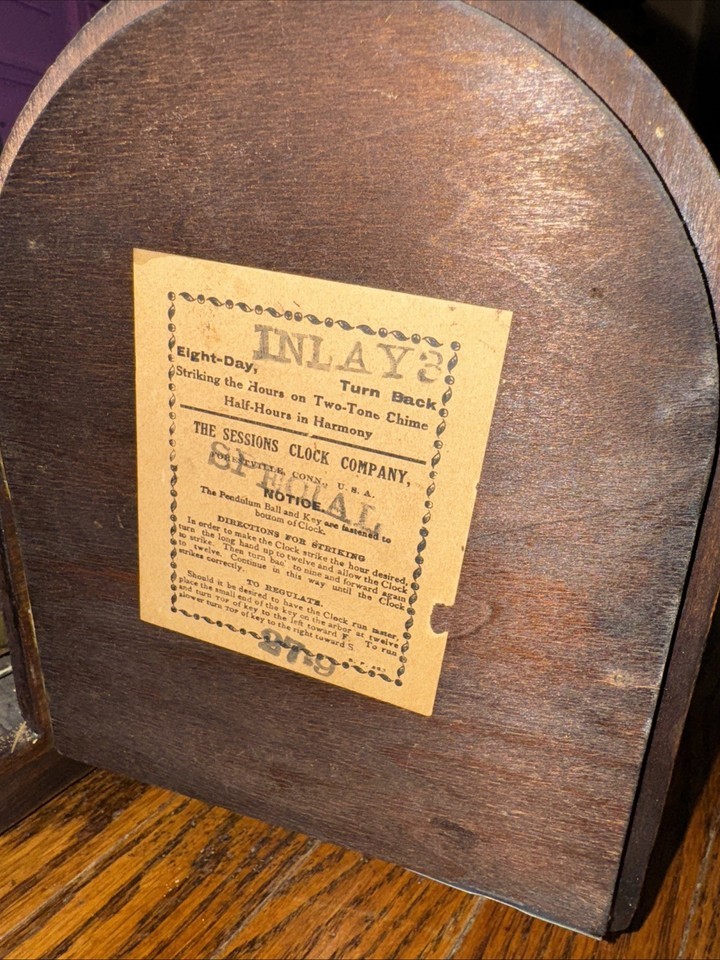 INLAYS
Eight-Day,
Turn Back
Striking the Hours on Two-Tone Chime
Half-Hours in Harmony
THE SESSIONS CLOCK COMPANY,
FORESTVILLE, CONN., U. S. A.
SPECIAL
NOTICE.
The Pendulum Ball and Key are fastened to
bottom of Clock.
DIRECTIONS FOR STRIKING
In order to make the Clock strike the hour desired,
turn the long hand up to twelve and allow the Clock
to strike. Then turn back to nine and forward again
to twelve. Continue in this way until the Clock
strikes correctly.
TO REGULATE.
Should it be desired to have the Clock run faster,
place the small end of the key on the arbor at twelve
and turn TOP of key to the left toward F. To run
slower turn TOP of key to the right toward S.
27-9